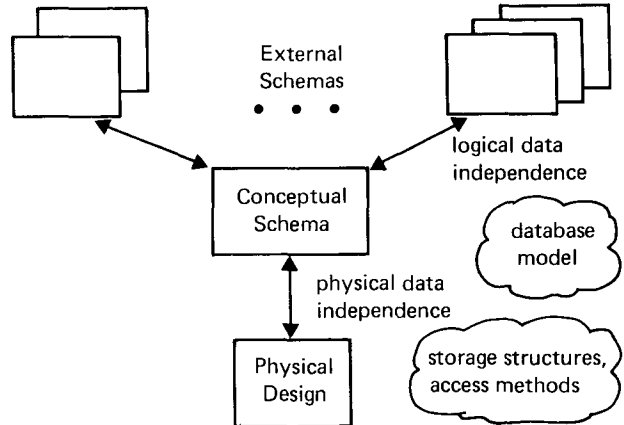 External
Schemas
• • •
logical data
independence
Conceptual
Schema
database
model
physical data
independence
Physical
Design
storage structures,
access methods